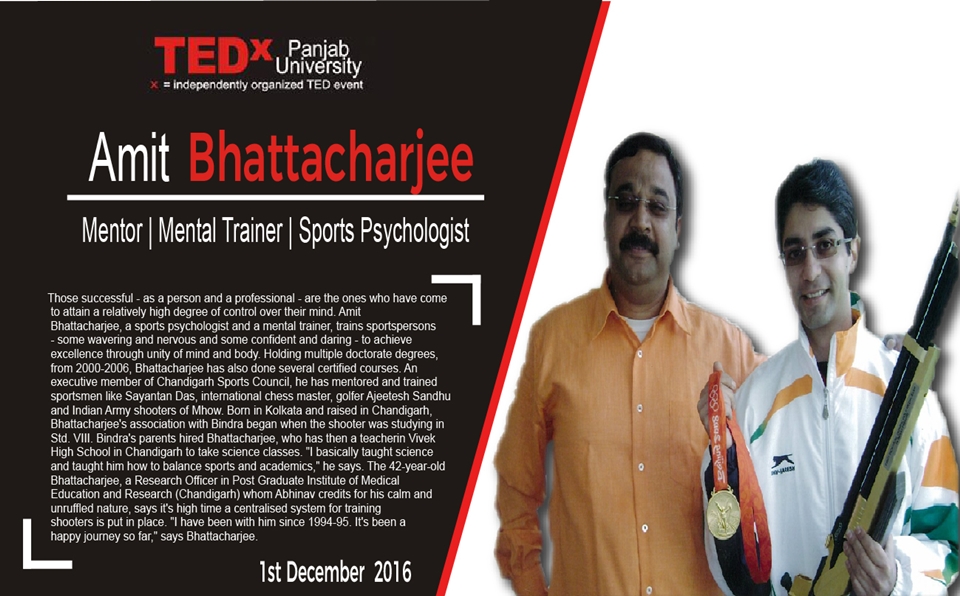 TEDx Panjab
University
x = independently organized TED event
Amit Bhattacharjee
Mentor | Mental Trainer | Sports Psychologist
Those successful - as a person and a professional - are the ones who have come
to attain a relatively high degree of control over their mind. Amit
Bhattacharjee, a sports psychologist and a mental trainer, trains sportspersons
- some wavering and nervous and some confident and daring - to achieve
excellence through unity of mind and body. Holding multiple doctorate degrees,
from 2000-2006, Bhattacharjee has also done several certified courses. An
executive member of Chandigarh Sports Council, he has mentored and trained
sportsmen like Sayantan Das, international chess master, golfer Ajeetesh Sandhu
and Indian Army shooters of Mhow. Born in Kolkata and raised in Chandigarh,
Bhattacharjee's association with Bindra began when the shooter was studying in
Std. VIII. Bindra's parents hired Bhattacharjee, who has then a teacherin Vivek
High School in Chandigarh to take science classes. "I basically taught science
and taught him how to balance sports and academics," he says. The 42-year-old
Bhattacharjee, a Research Officer in Post Graduate Institute of Medical
Education and Research (Chandigarh) whom Abhinav credits for his calm and
unruffled nature, says it's high time a centralised system for training
shooters is put in place. "I have been with him since 1994-95. It's been a
happy journey so far," says Bhattacharjee.
1st December 2016